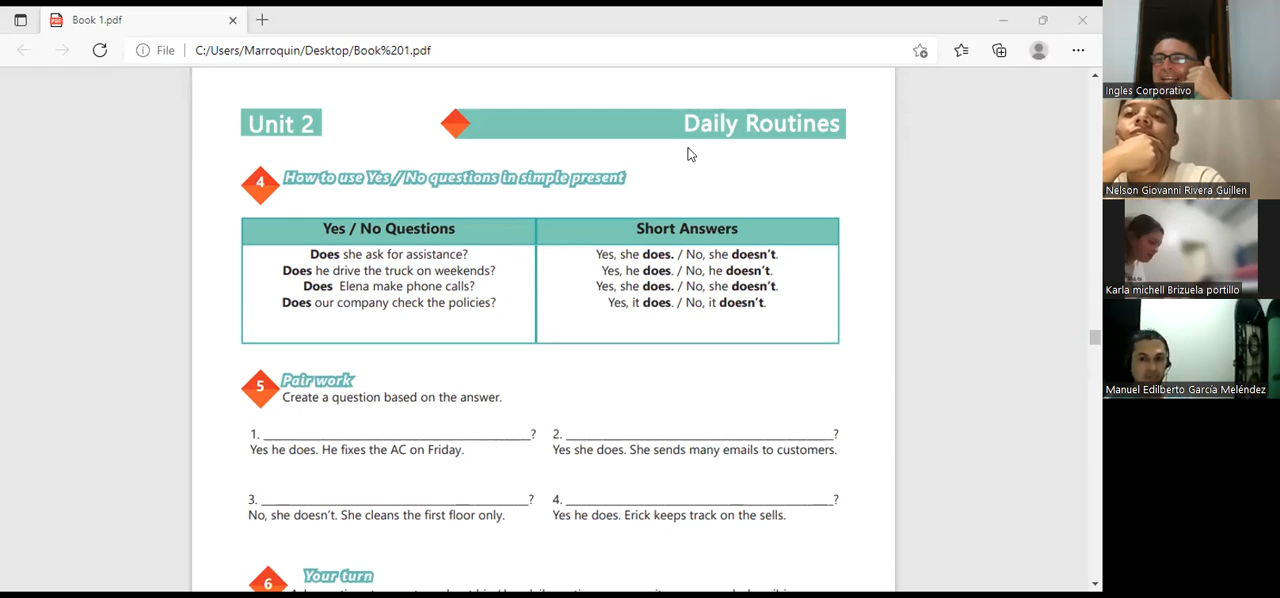 Book 1.pdf
File
C:/Users/Marroquin/Desktop/Book%201.pdf
Unit 2
Daily Routines
4
How to use Yes / No questions in simple present
Yes / No Questions
Short Answers
Does she ask for assistance?
Yes, she does. / No, she doesn't.
Does he drive the truck on weekends?
Yes, he does. / No, he doesn't.
Does Elena make phone calls?
Yes, she does. / No, she doesn't.
Does our company check the policies?
Yes, it does. / No, it doesn't.
5
Pair work
Create a question based on the answer.
1. ______________________________?
2. ______________________________?
Yes he does. He fixes the AC on Friday.
Yes she does. She sends many emails to customers.
3. ______________________________?
4. ______________________________?
No, she doesn't. She cleans the first floor only.
Yes he does. Erick keeps track on the sells.
6
Your turn
Ingles Corporativo
Nelson Giovanni Rivera Guillen
Karla michell Brizuela portillo
Manuel Edilberto García Meléndez